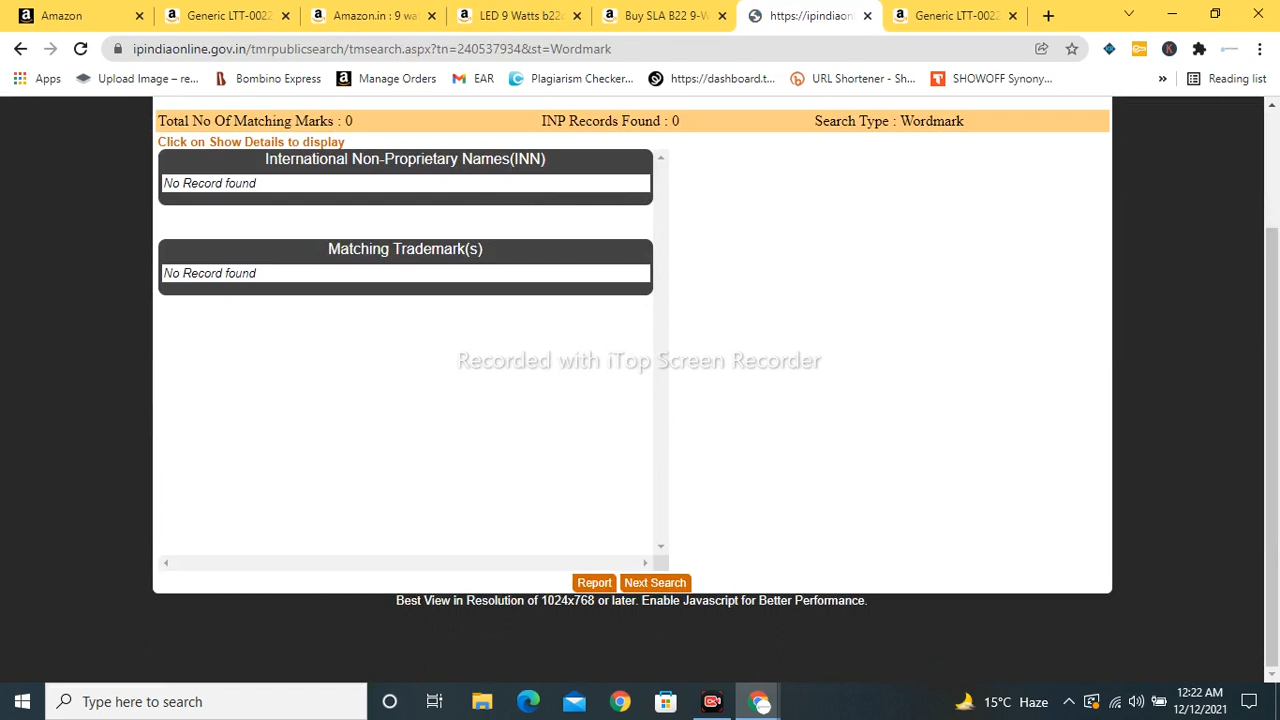 Amazon
Generic LTT-0022
Amazon.in : 9 wa
LED 9 Watts b22
Buy SLA B22 9-W
https://ipindiaonl
Generic LTT-0022
ipindiaonline.gov.in/tmrpublicsearch/tmsearch.aspx?tn=240537934&st=Wordmark
Apps
Upload Image – re...
Bombino Express
Manage Orders
EAR
Plagiarism Checker...
https://dashboard.t...
URL Shortener - Sh...
SHOWOFF Synony...
»
Reading list
Total No Of Matching Marks : 0
INP Records Found : 0
Search Type : Wordmark
Click on Show Details to display
International Non-Proprietary Names(INN)
No Record found
Matching Trademark(s)
No Record found
Recorded with iTop Screen Recorder
Report
Next Search
Best View in Resolution of 1024x768 or later. Enable Javascript for Better Performance.
Type here to search
15°C Haze
12:22 AM
12/12/2021